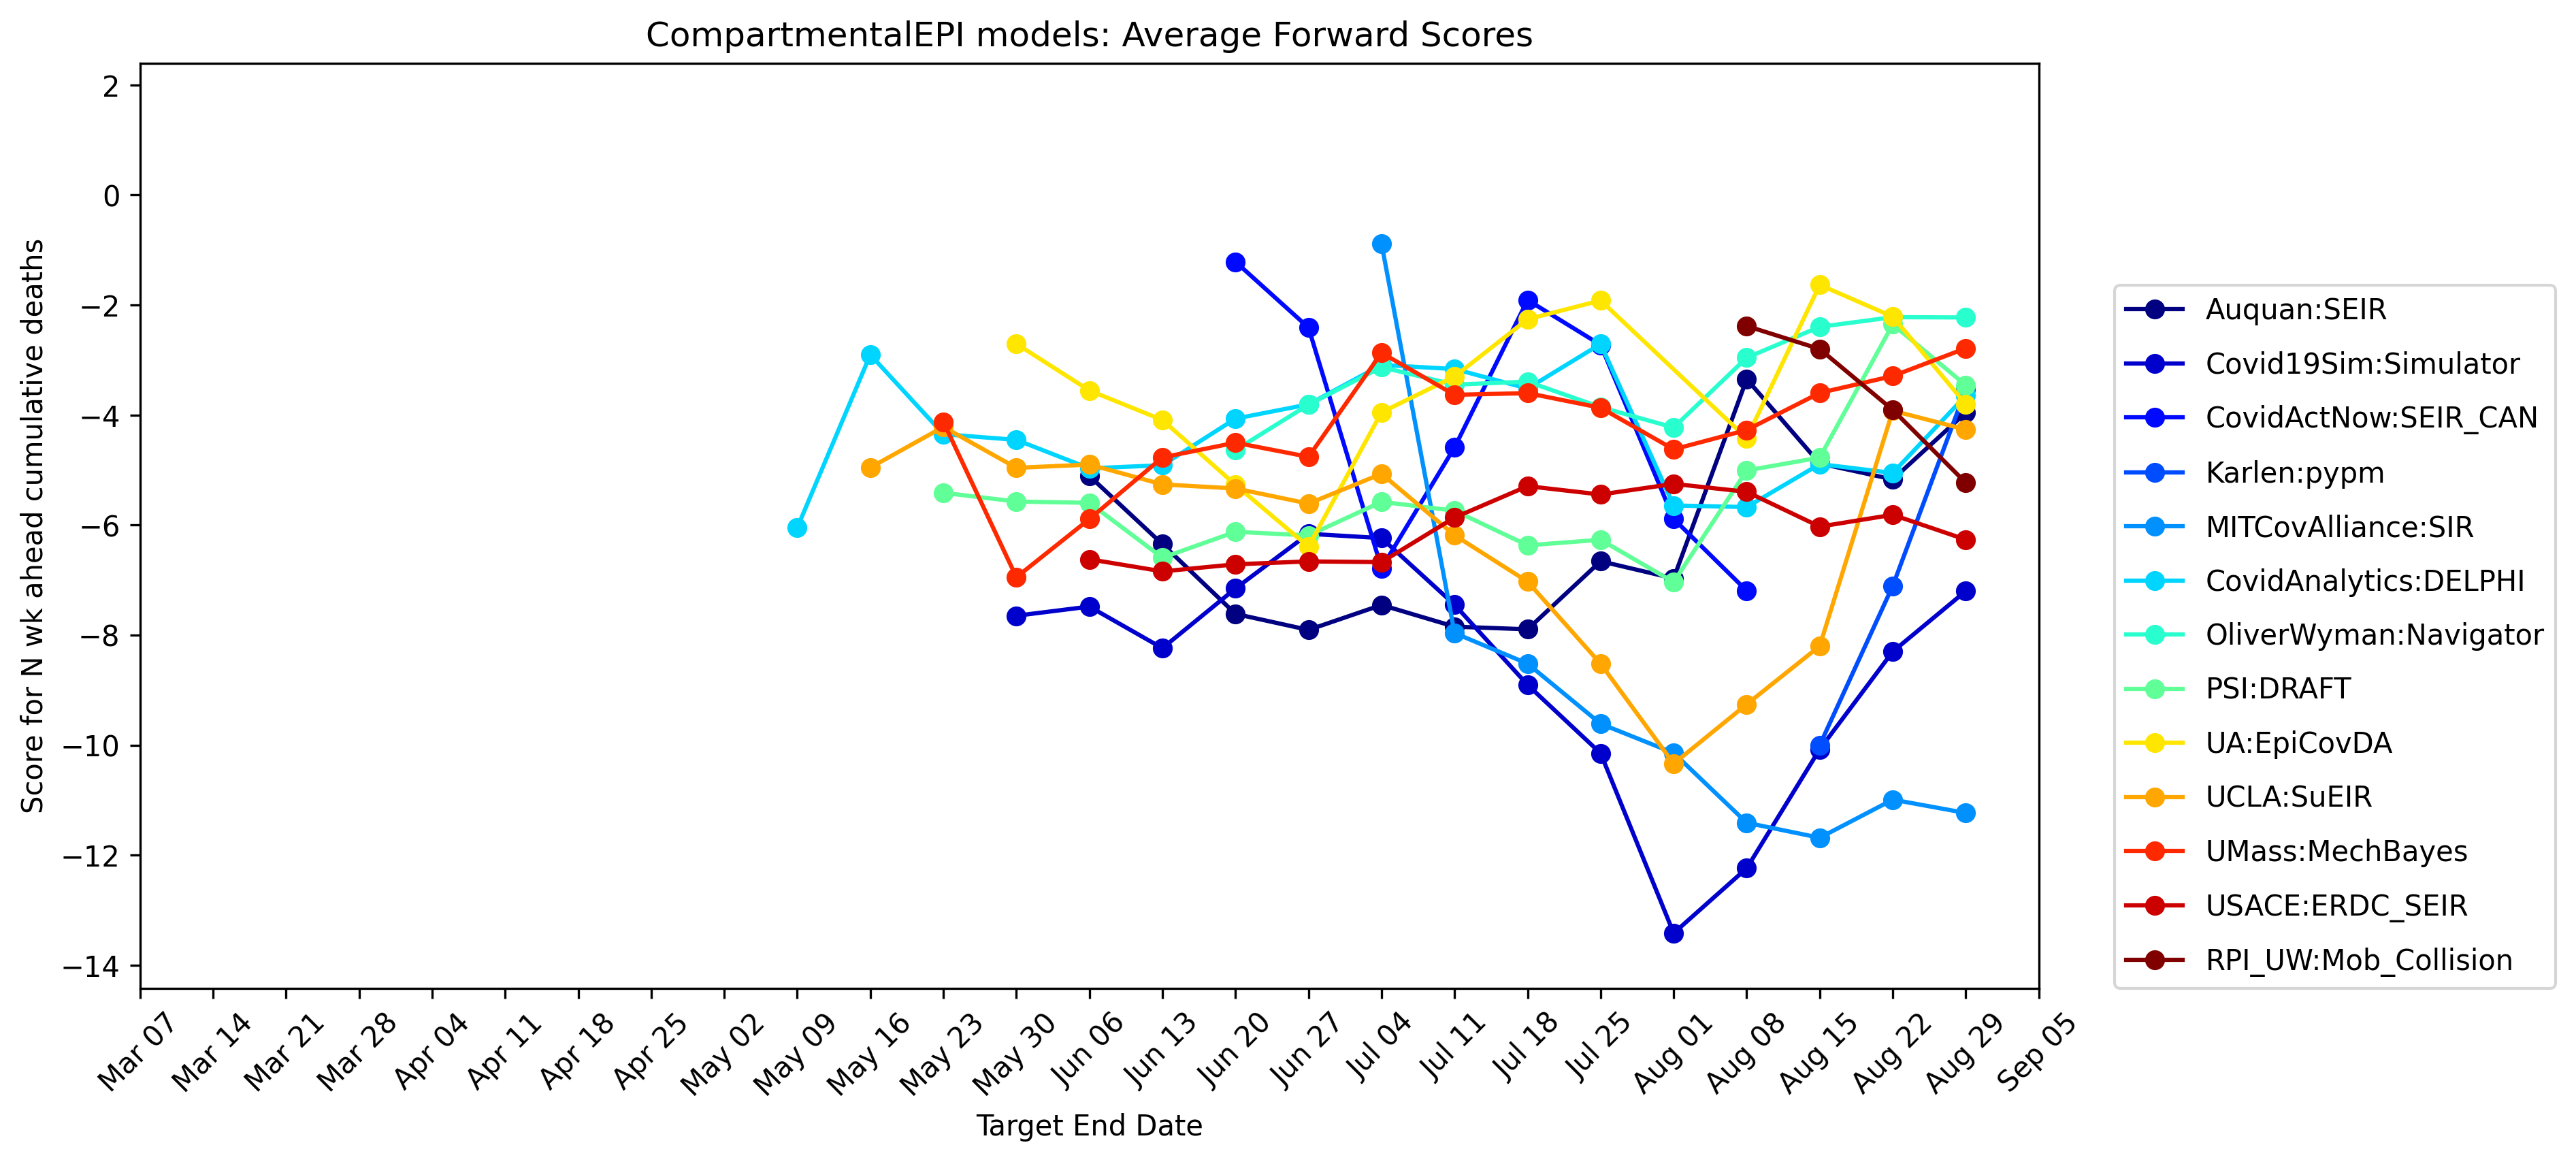 CompartmentalEPI models: Average Forward Scores
Score for N wk ahead cumulative deaths
2
0
−2
−4
−6
−8
−10
−12
−14
Mar 07
Mar 14
Mar 21
Mar 28
Apr 04
Apr 11
Apr 18
Apr 25
May 02
May 09
May 16
May 23
May 30
Jun 06
Jun 13
Jun 20
Jun 27
Jul 04
Jul 11
Jul 18
Jul 25
Aug 01
Aug 08
Aug 15
Aug 22
Aug 29
Sep 05
Target End Date
Auquan:SEIR
Covid19Sim:Simulator
CovidActNow:SEIR_CAN
Karlen:pypm
MITCovAlliance:SIR
CovidAnalytics:DELPHI
OliverWyman:Navigator
PSI:DRAFT
UA:EpiCovDA
UCLA:SuEIR
UMass:MechBayes
USACE:ERDC_SEIR
RPI_UW:Mob_Collision